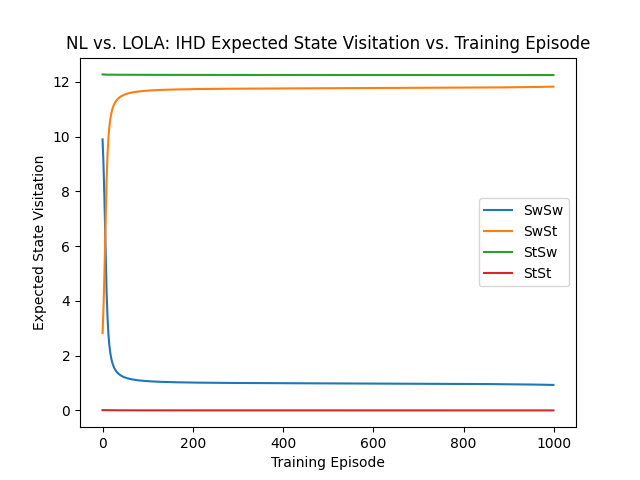 NL vs. LOLA: IHD Expected State Visitation vs. Training Episode
Expected State Visitation
12
10
8
6
4
2
0
SwSw
SwSt
StSw
StSt
0 200 400 600 800 1000
Training Episode